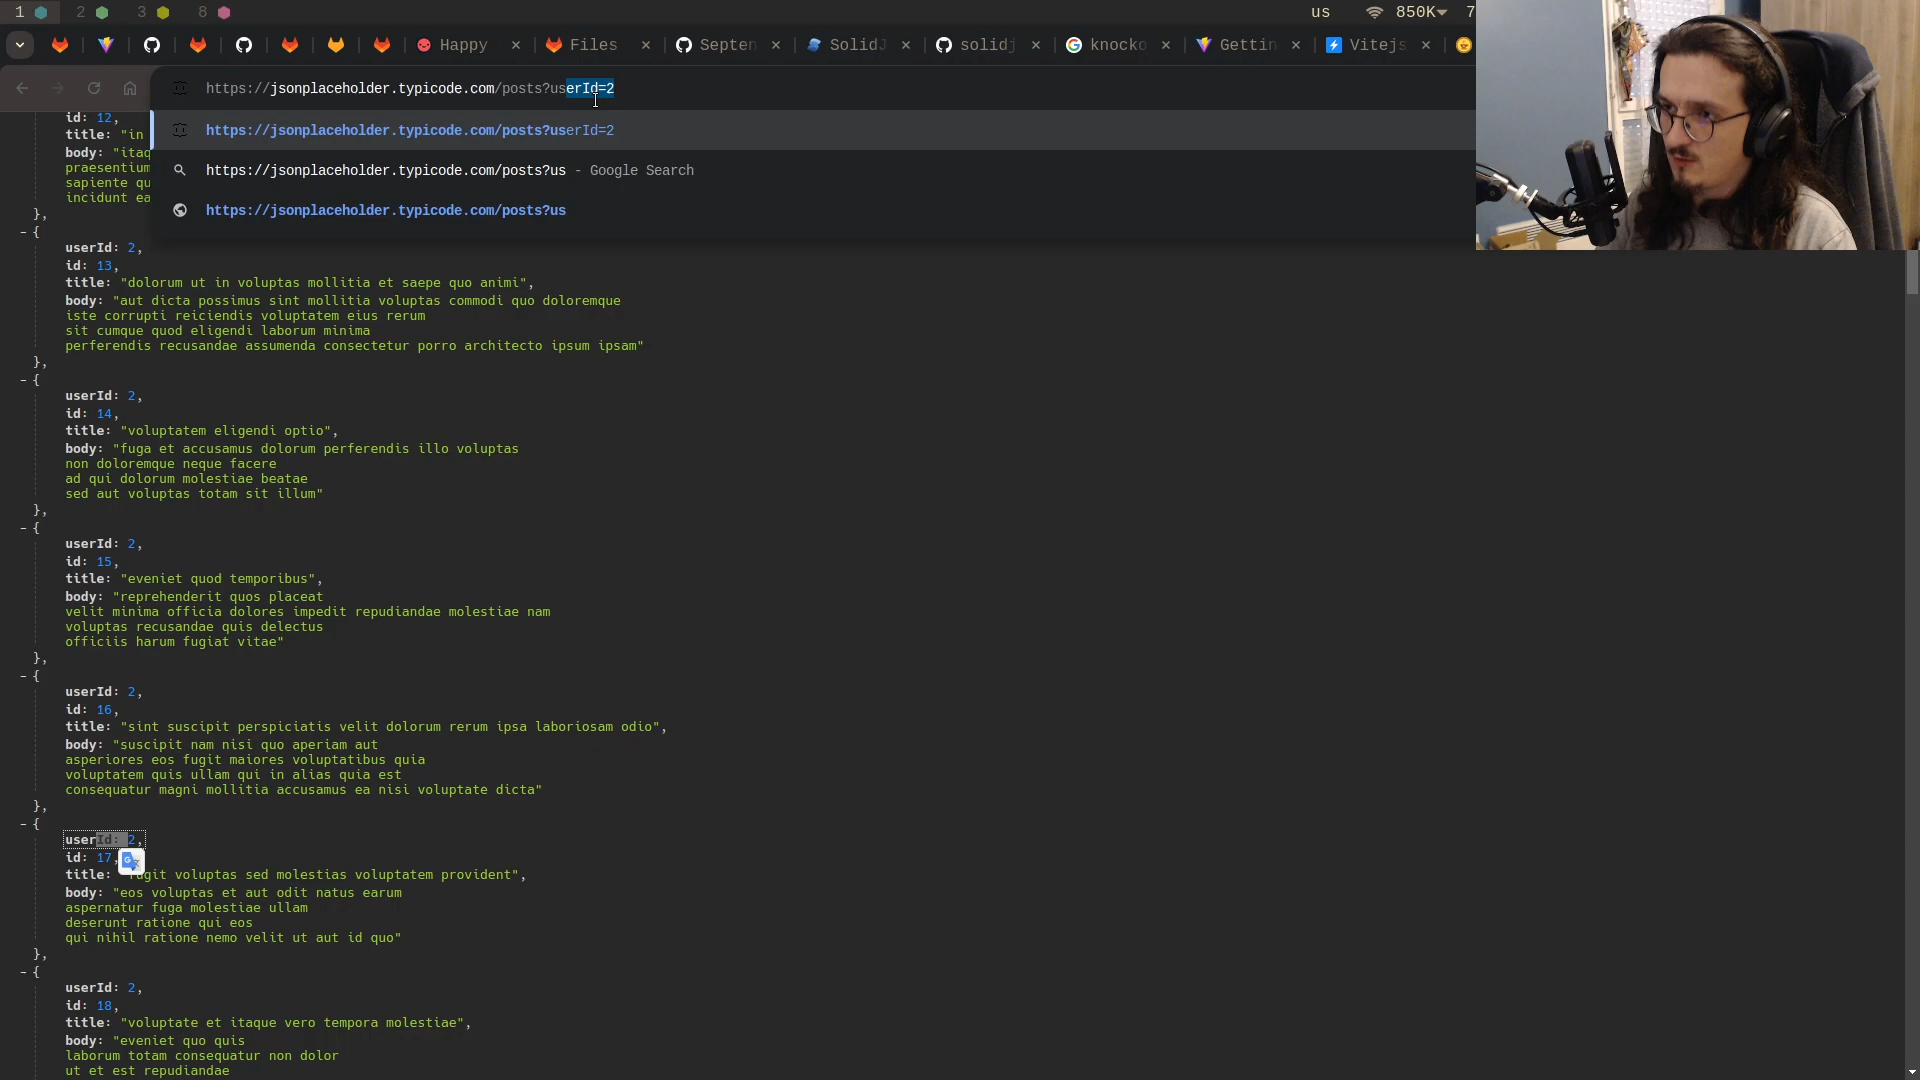 1 2 3 8 us 850K 7
Happy Files Septen SolidJ solidj knocko Gettin Vitejs
https://jsonplaceholder.typicode.com/posts?userId=2
https://jsonplaceholder.typicode.com/posts?userId=2
https://jsonplaceholder.typicode.com/posts?us - Google Search
https://jsonplaceholder.typicode.com/posts?us
id: 12,
title: "in
body: "itaq
praesentium
sapiente qu
incidunt ea
},
- {
userId: 2,
id: 13,
title: "dolorum ut in voluptas mollitia et saepe quo animi",
body: "aut dicta possimus sint mollitia voluptas commodi quo doloremque
iste corrupti reiciendis voluptatem eius rerum
sit cumque quod eligendi laborum minima
perferendis recusandae assumenda consectetur porro architecto ipsum ipsam"
},
- {
userId: 2,
id: 14,
title: "voluptatem eligendi optio",
body: "fuga et accusamus dolorum perferendis illo voluptas
non doloremque neque facere
ad qui dolorum molestiae beatae
sed aut voluptas totam sit illum"
},
- {
userId: 2,
id: 15,
title: "eveniet quod temporibus",
body: "reprehenderit quos placeat
velit minima officia dolores impedit repudiandae molestiae nam
voluptas recusandae quis delectus
officiis harum fugiat vitae"
},
- {
userId: 2,
id: 16,
title: "sint suscipit perspiciatis velit dolorum rerum ipsa laboriosam odio",
body: "suscipit nam nisi quo aperiam aut
asperiores eos fugit maiores voluptatibus quia
voluptatem quis ullam qui in alias quia est
consequatur magni mollitia accusamus ea nisi voluptate dicta"
},
- {
userId: 2,
id: 17,
title: "fugit voluptas sed molestias voluptatem provident",
body: "eos voluptas et aut odit natus earum
aspernatur fuga molestiae ullam
deserunt ratione qui eos
qui nihil ratione nemo velit ut aut id quo"
},
- {
userId: 2,
id: 18,
title: "voluptate et itaque vero tempora molestiae",
body: "eveniet quo quis
laborum totam consequatur non dolor
ut et est repudiandae